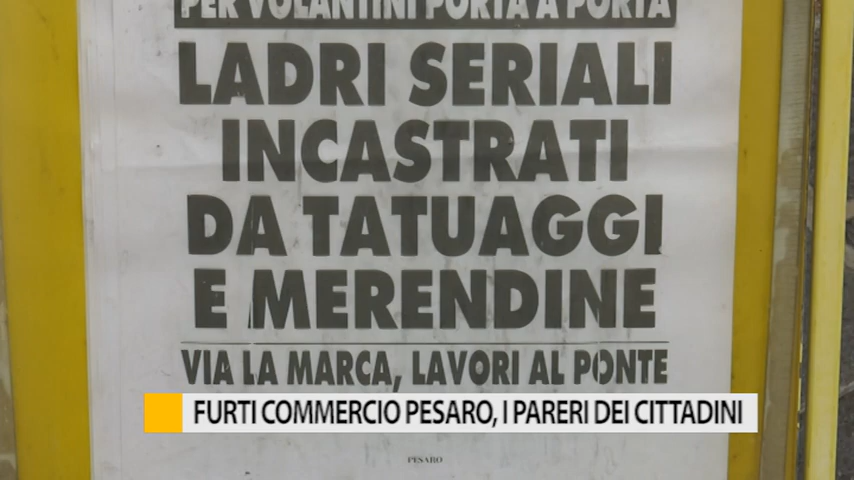 PER VOLANTINI PORTA A PORTA
LADRI SERIALI
INCASTRATI
DA TATUAGGI
E MERENDINE
VIA LA MARCA, LAVORI AL PONTE
FURTI COMMERCIO PESARO, I PARERI DEI CITTADINI
PESARO